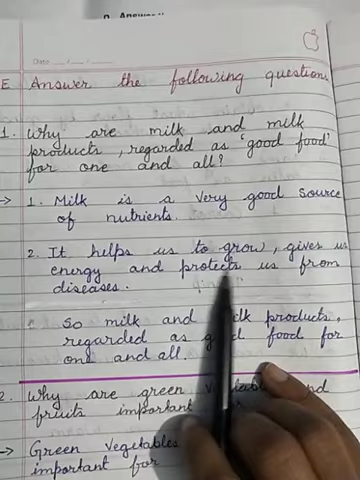 Date
E Answer the following questions
1. Why are milk and milk
products, regarded as 'good food'
for one and all?
→ 1. Milk is a very good source
of nutrients.
2. It helps us to grow, gives us
energy and protects us from
diseases.
So milk and products,
regarded as food for
one and all.
2. Why are green and
fruits important
→ Green vegetables
important for